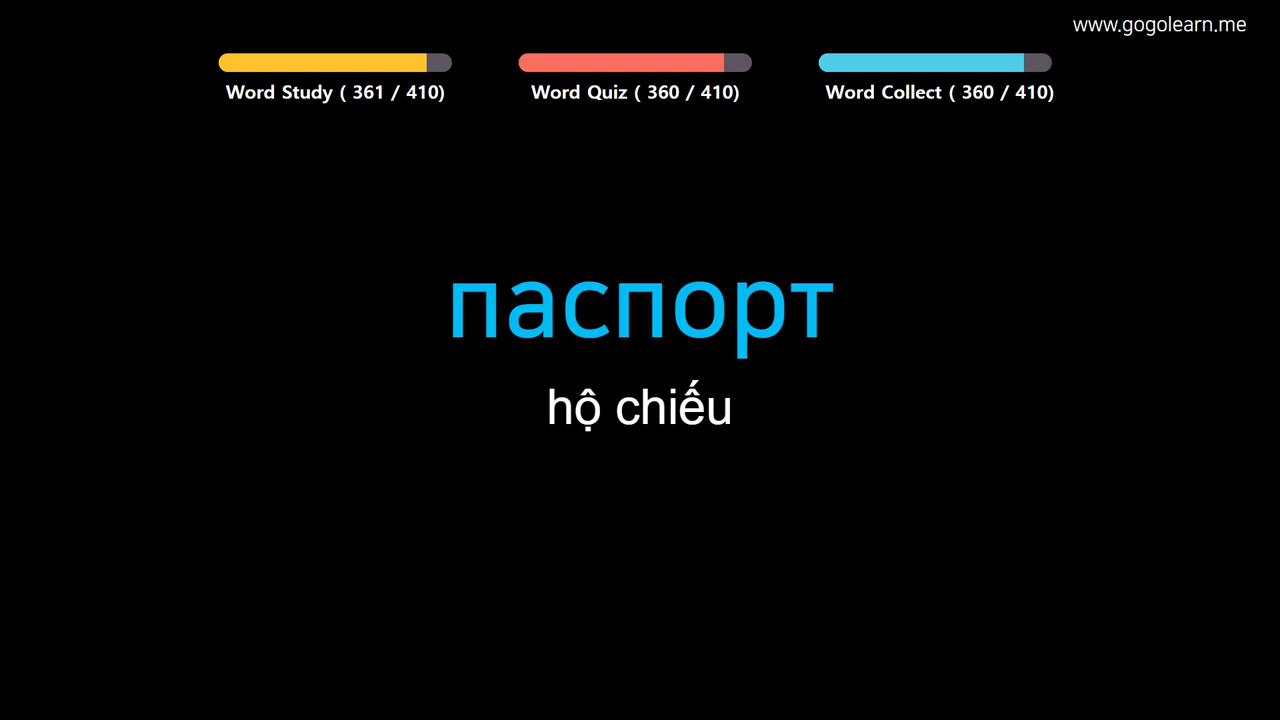 www.gogolearn.me
Word Study ( 361 / 410) Word Quiz ( 360 / 410) Word Collect ( 360 / 410)
паспорт
hộ chiếu